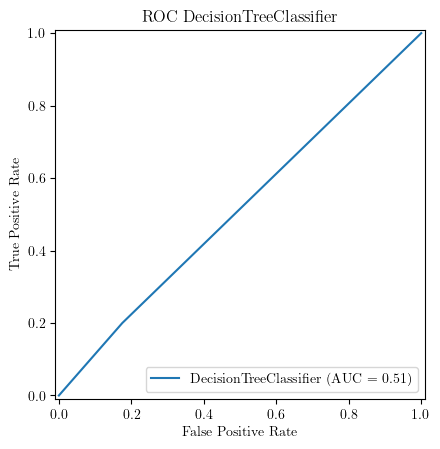 ROC DecisionTreeClassifier
1.0
0.8
0.6
0.4
0.2
0.0
True Positive Rate
DecisionTreeClassifier (AUC = 0.51)
0.0 0.2 0.4 0.6 0.8 1.0
False Positive Rate